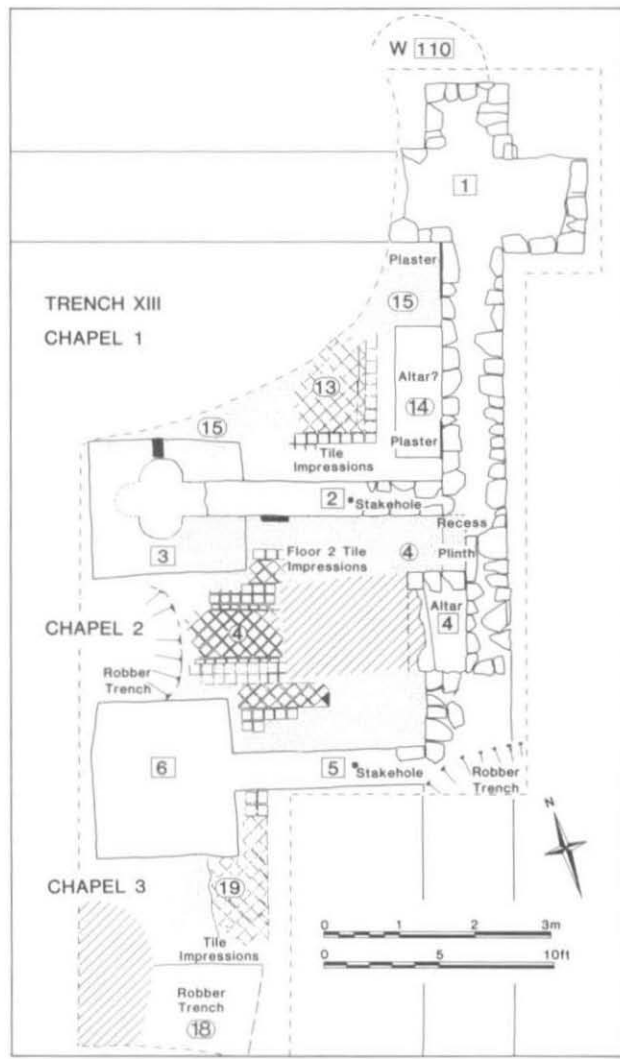 W 110
1
Plaster
TRENCH XIII
15
CHAPEL 1
13
Altar?
14
15
Plaster
Tile
Impressions
2
Stakehole
Recess
3
Floor 2 Tile
Impressions
4
Plinth
Altar
4
CHAPEL 2
4
Robber
Trench
6
5
Stakehole
Robber
Trench
N
CHAPEL 3
19
0 1 2 3m
Tile
Impressions
0 5 10ft
Robber
Trench
18